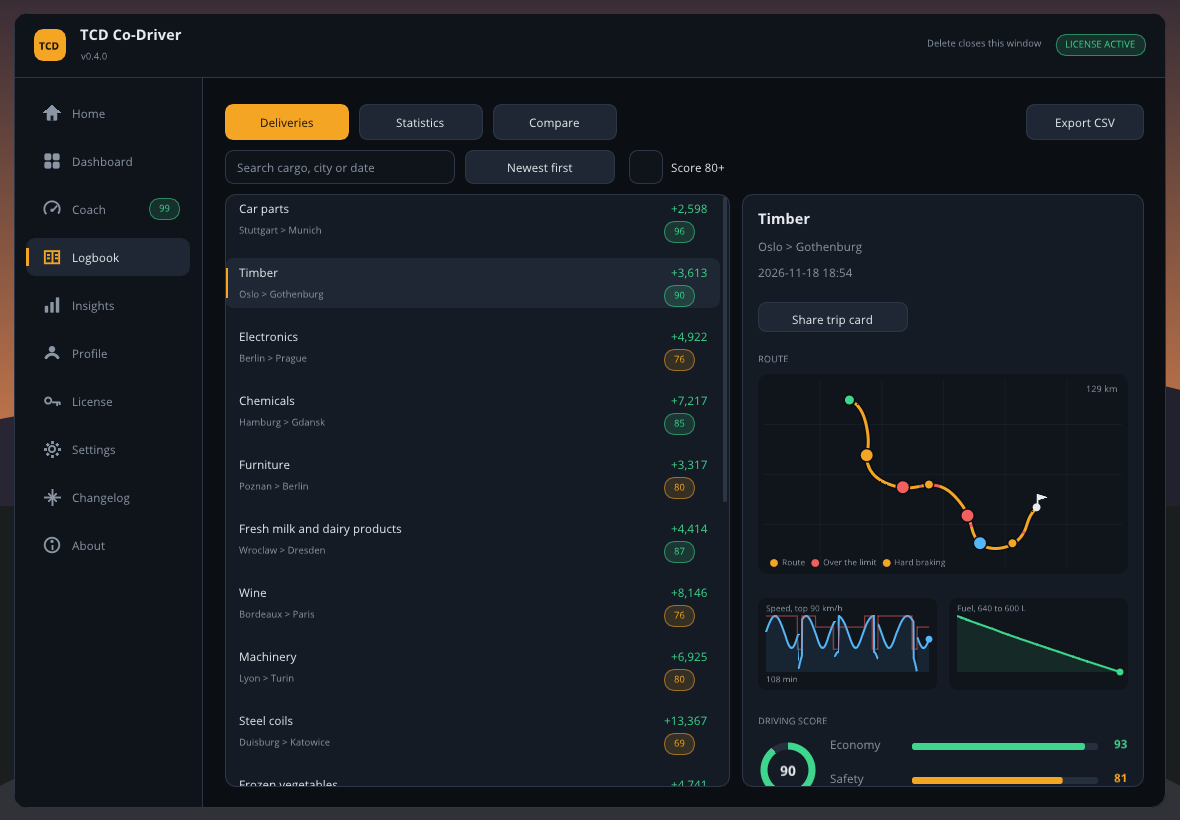 TCD
TCD Co-Driver
v0.4.0
Delete closes this window
LICENSE ACTIVE
Home
Dashboard
Coach
99
Logbook
Insights
Profile
License
Settings
Changelog
About
Deliveries
Statistics
Compare
Export CSV
Search cargo, city or date
Newest first
Score 80+
Car parts
+2,598
Stuttgart > Munich
96
Timber
+3,613
Oslo > Gothenburg
90
Electronics
+4,922
Berlin > Prague
76
Chemicals
+7,217
Hamburg > Gdansk
85
Furniture
+3,317
Poznan > Berlin
80
Fresh milk and dairy products
+4,414
Wroclaw > Dresden
87
Wine
+8,146
Bordeaux > Paris
76
Machinery
+6,925
Lyon > Turin
80
Steel coils
+13,367
Duisburg > Katowice
69
Frozen vegetables
+4,741
Timber
Oslo > Gothenburg
2026-11-18 18:54
Share trip card
ROUTE
129 km
Route
Over the limit
Hard braking
Speed, top 90 km/h
108 min
Fuel, 640 to 600 L
DRIVING SCORE
90
Economy
93
Safety
81